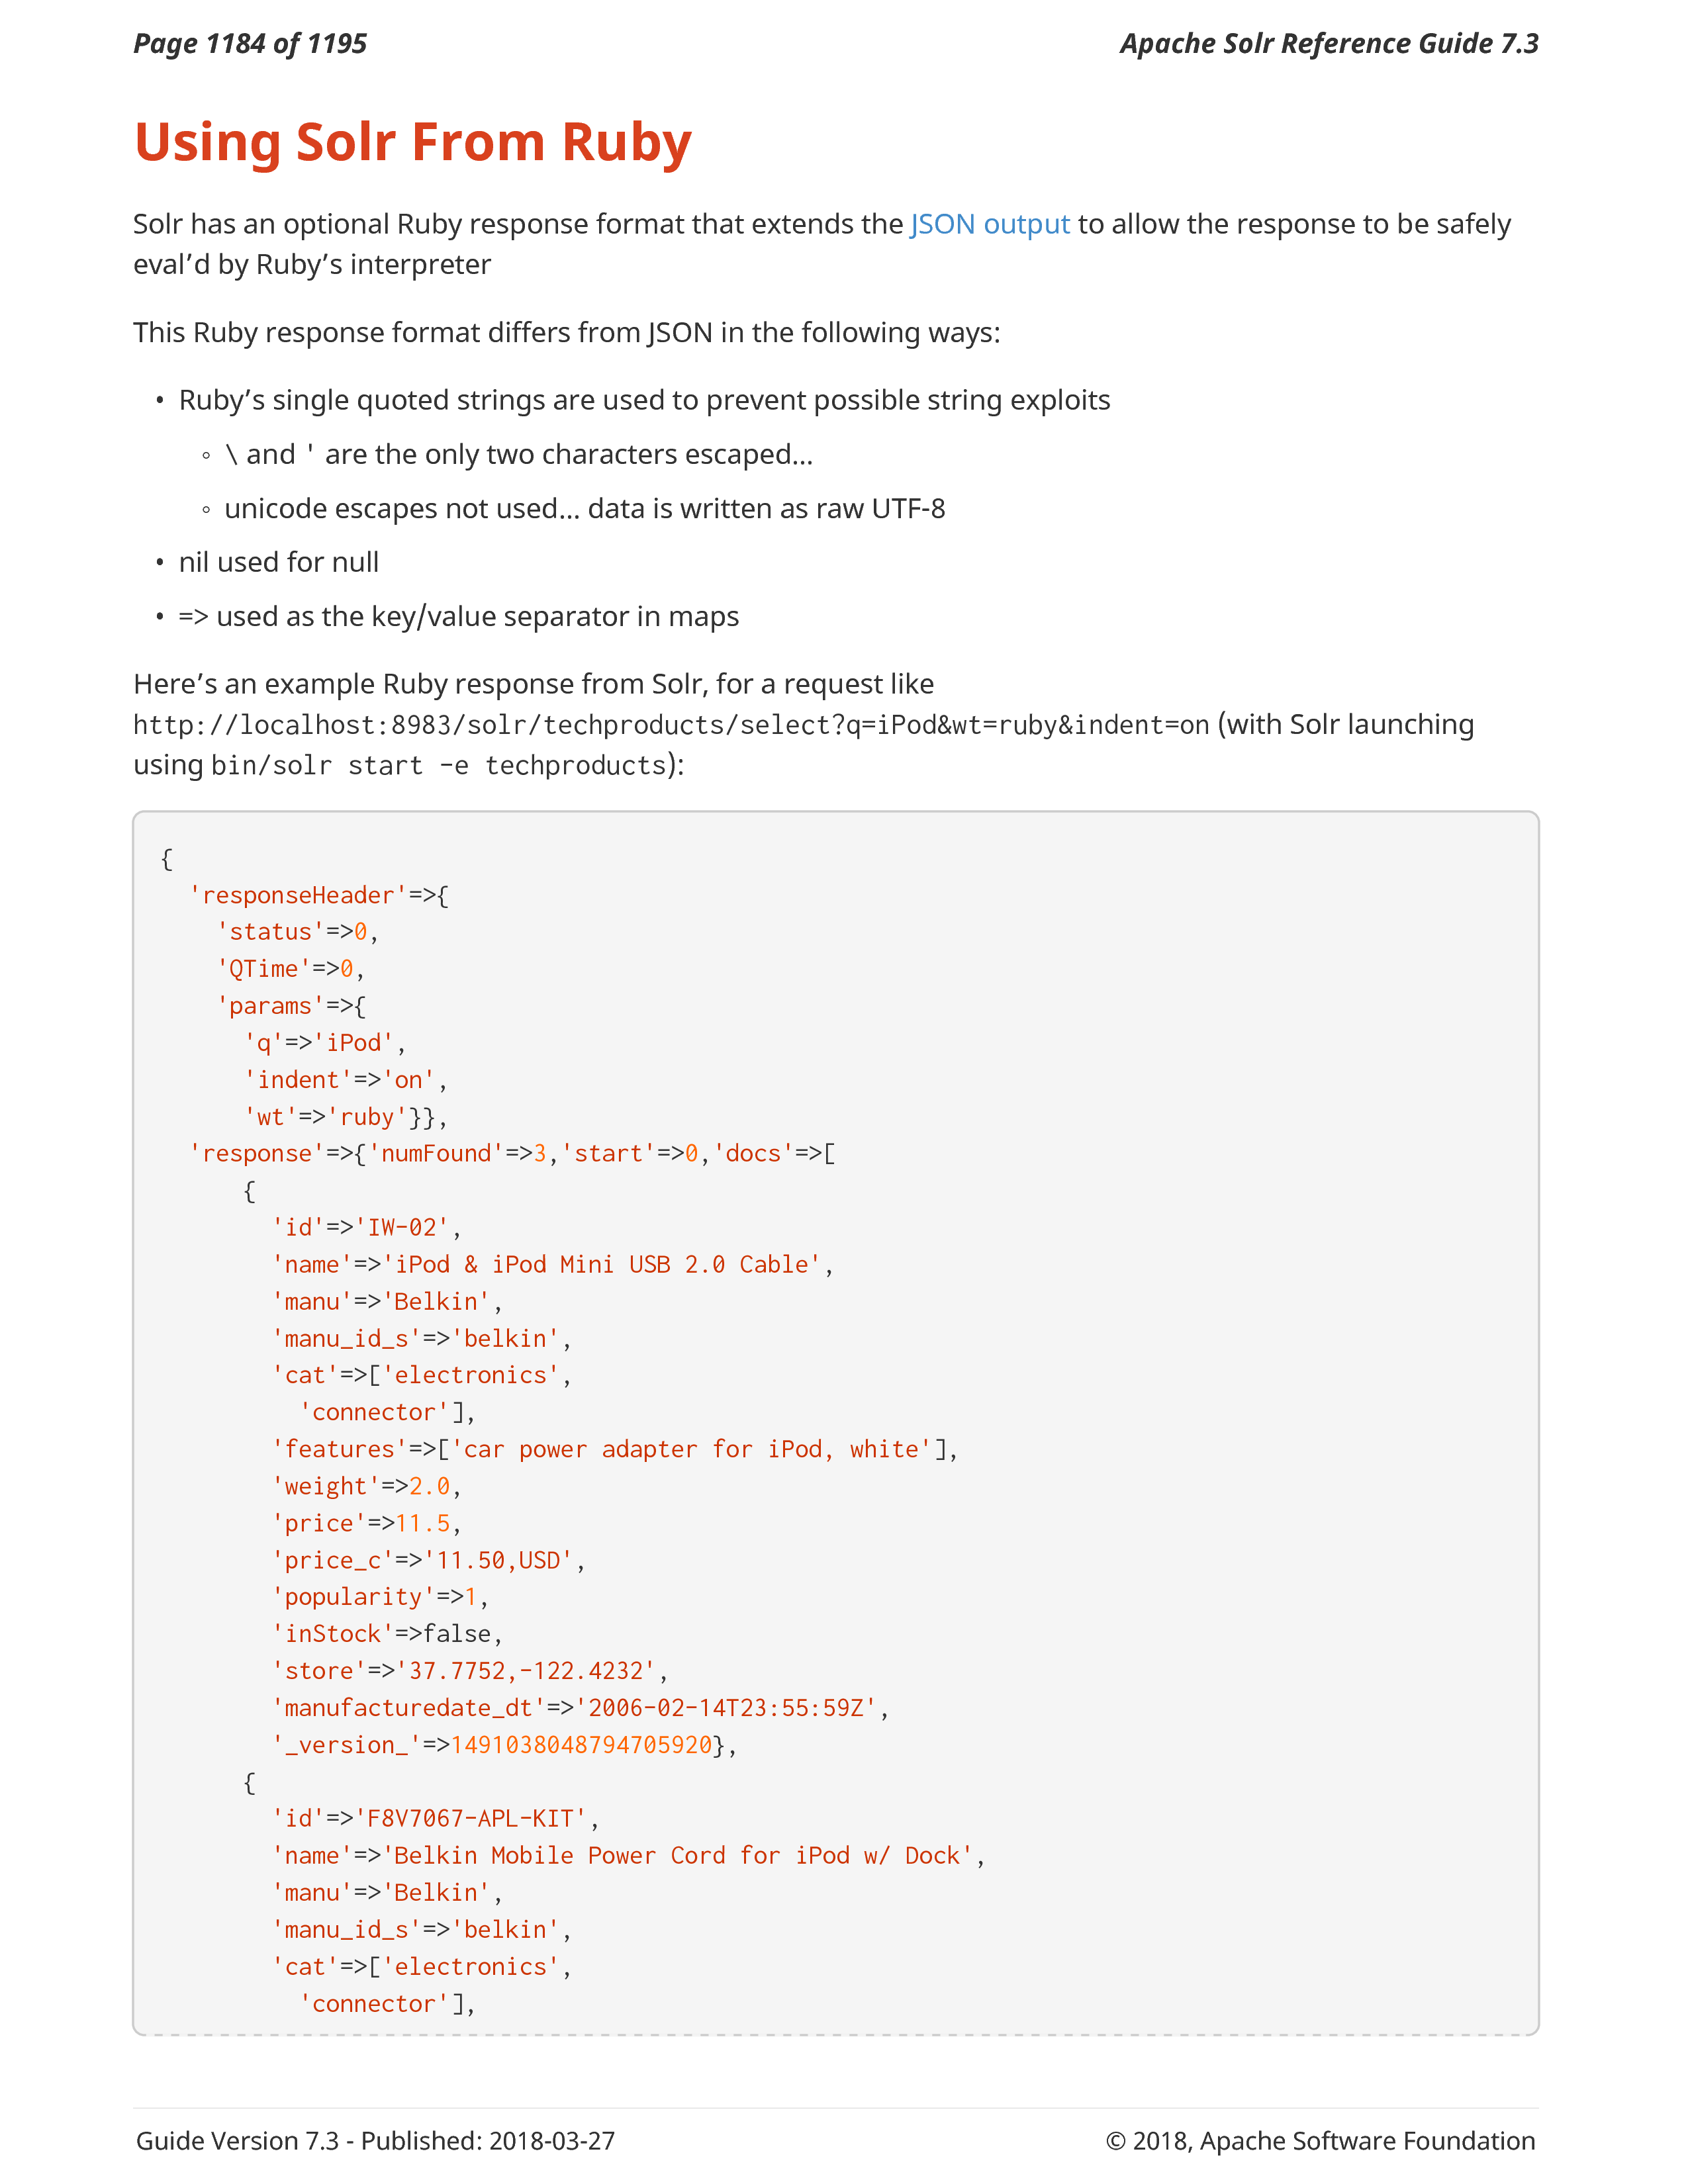 Page 1184 of 1195
Apache Solr Reference Guide 7.3
Using Solr From Ruby
Solr has an optional Ruby response format that extends the JSON output to allow the response to be safely
eval’d by Ruby’s interpreter
This Ruby response format differs from JSON in the following ways:
• Ruby’s single quoted strings are used to prevent possible string exploits
◦ \ and ' are the only two characters escaped…
◦ unicode escapes not used… data is written as raw UTF-8
• nil used for null
• => used as the key/value separator in maps
Here’s an example Ruby response from Solr, for a request like
http://localhost:8983/solr/techproducts/select?q=iPod&wt=ruby&indent=on (with Solr launching
using bin/solr start -e techproducts):
{
  'responseHeader'=>{
    'status'=>0,
    'QTime'=>0,
    'params'=>{
      'q'=>'iPod',
      'indent'=>'on',
      'wt'=>'ruby'}},
  'response'=>{'numFound'=>3,'start'=>0,'docs'=>[
      {
        'id'=>'IW-02',
        'name'=>'iPod & iPod Mini USB 2.0 Cable',
        'manu'=>'Belkin',
        'manu_id_s'=>'belkin',
        'cat'=>['electronics',
          'connector'],
        'features'=>['car power adapter for iPod, white'],
        'weight'=>2.0,
        'price'=>11.5,
        'price_c'=>'11.50,USD',
        'popularity'=>1,
        'inStock'=>false,
        'store'=>'37.7752,-122.4232',
        'manufacturedate_dt'=>'2006-02-14T23:55:59Z',
        '_version_'=>1491038048794705920},
      {
        'id'=>'F8V7067-APL-KIT',
        'name'=>'Belkin Mobile Power Cord for iPod w/ Dock',
        'manu'=>'Belkin',
        'manu_id_s'=>'belkin',
        'cat'=>['electronics',
          'connector'],
Guide Version 7.3 - Published: 2018-03-27
© 2018, Apache Software Foundation